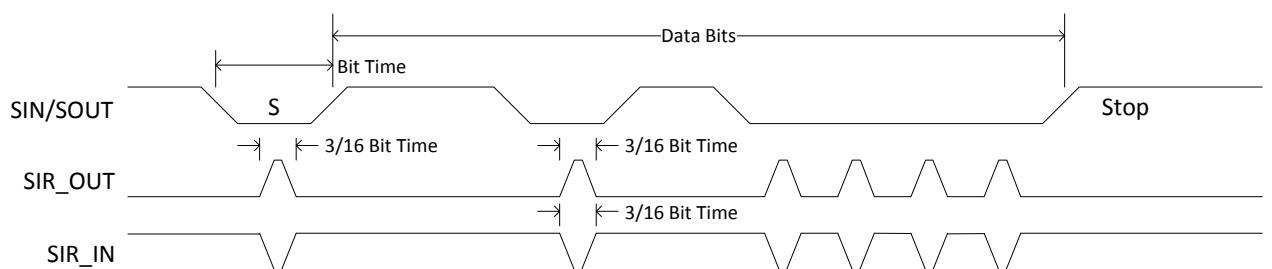 Data Bits
Bit Time
SIN/SOUT
S
Stop
3/16 Bit Time
3/16 Bit Time
SIR_OUT
3/16 Bit Time
SIR_IN